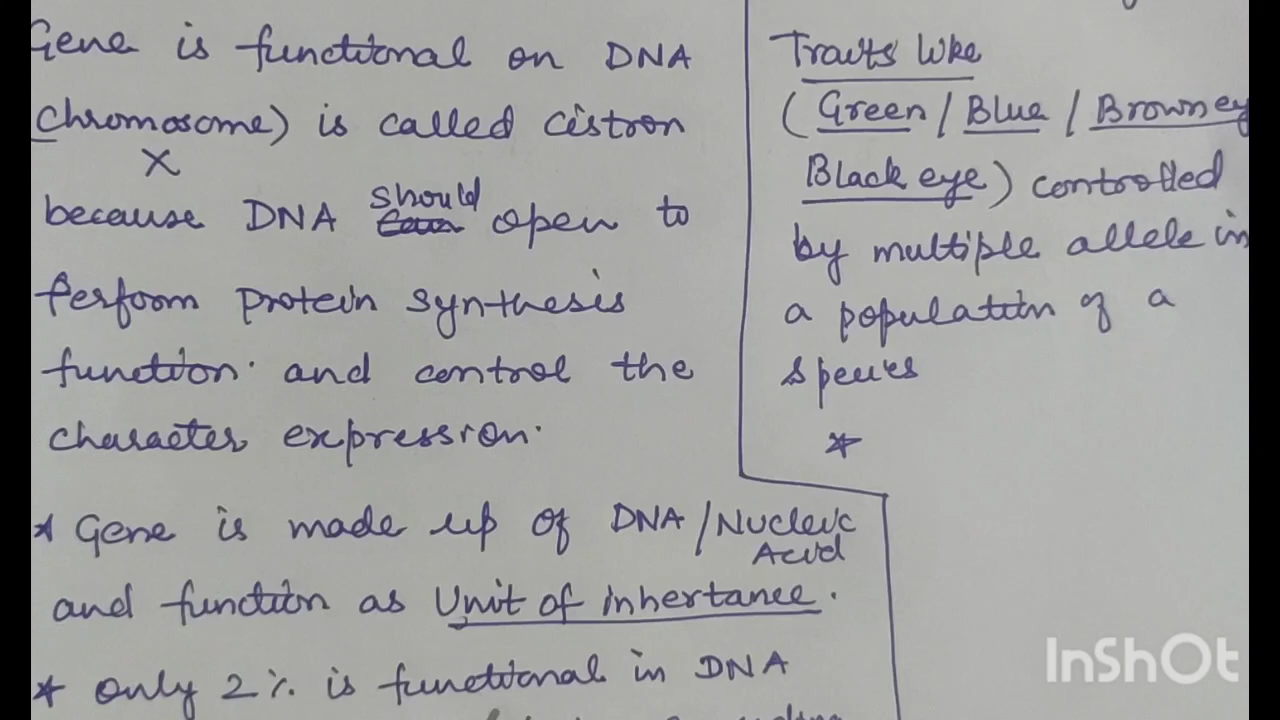 Gene is functional on DNA
(chromosome) is called cistron
X
because DNA should open to
perform protein synthesis
function. and control the
character expression.
* Gene is made up of DNA/Nucleic
Acid
and function as Unit of inhertance.
* only 2% is functional in DNA
Traits like
(Green/Blue/Brown ey
Black eye) controlled
by multiple allele in
a population of a
species
*
InShOt